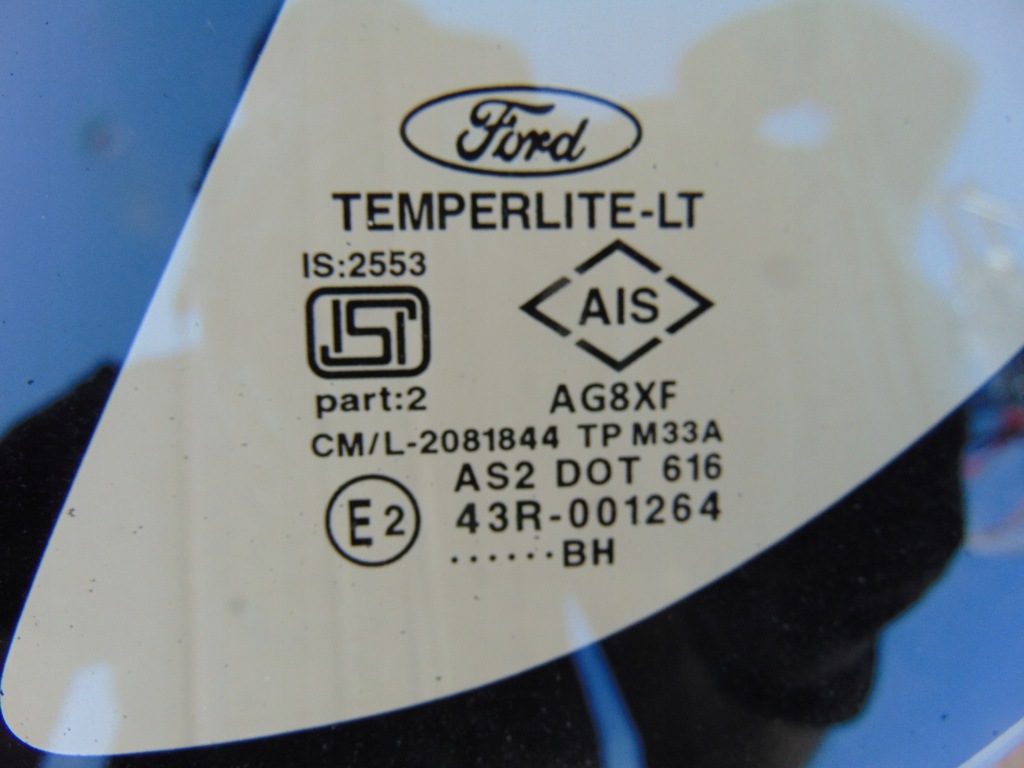 Ford
TEMPERLITE-LT
IS:2553
ISI
AIS
part:2
AG8XF
CM/L-2081844 TP M33A
AS2 DOT 616
E2
43R-001264
......BH